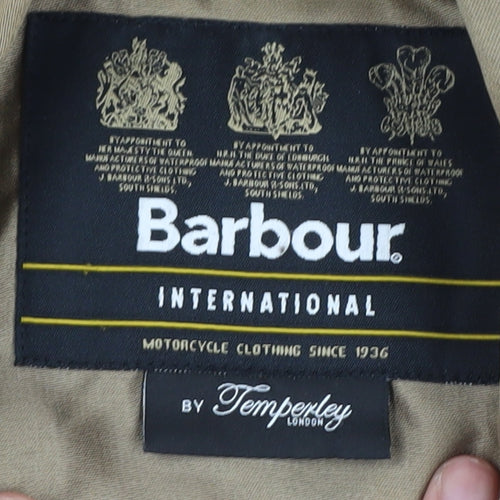 BY APPOINTMENT TO
HER MAJESTY THE QUEEN
MANUFACTURERS OF WATERPROOF
AND PROTECTIVE CLOTHING
J. BARBOUR & SONS, LTD,
SOUTH SHIELDS.
BY APPOINTMENT TO
H.R.H. THE DUKE OF EDINBURGH
MANUFACTURERS OF WATERPROOF
AND PROTECTIVE CLOTHING
J. BARBOUR & SONS, LTD,
SOUTH SHIELDS.
BY APPOINTMENT TO
H.R.H. THE PRINCE OF WALES
MANUFACTURERS OF WATERPROOF
AND PROTECTIVE CLOTHING
J. BARBOUR & SONS, LTD,
SOUTH SHIELDS.
Barbour®
INTERNATIONAL
MOTORCYCLE CLOTHING SINCE 1936
BY Temperley
LONDON